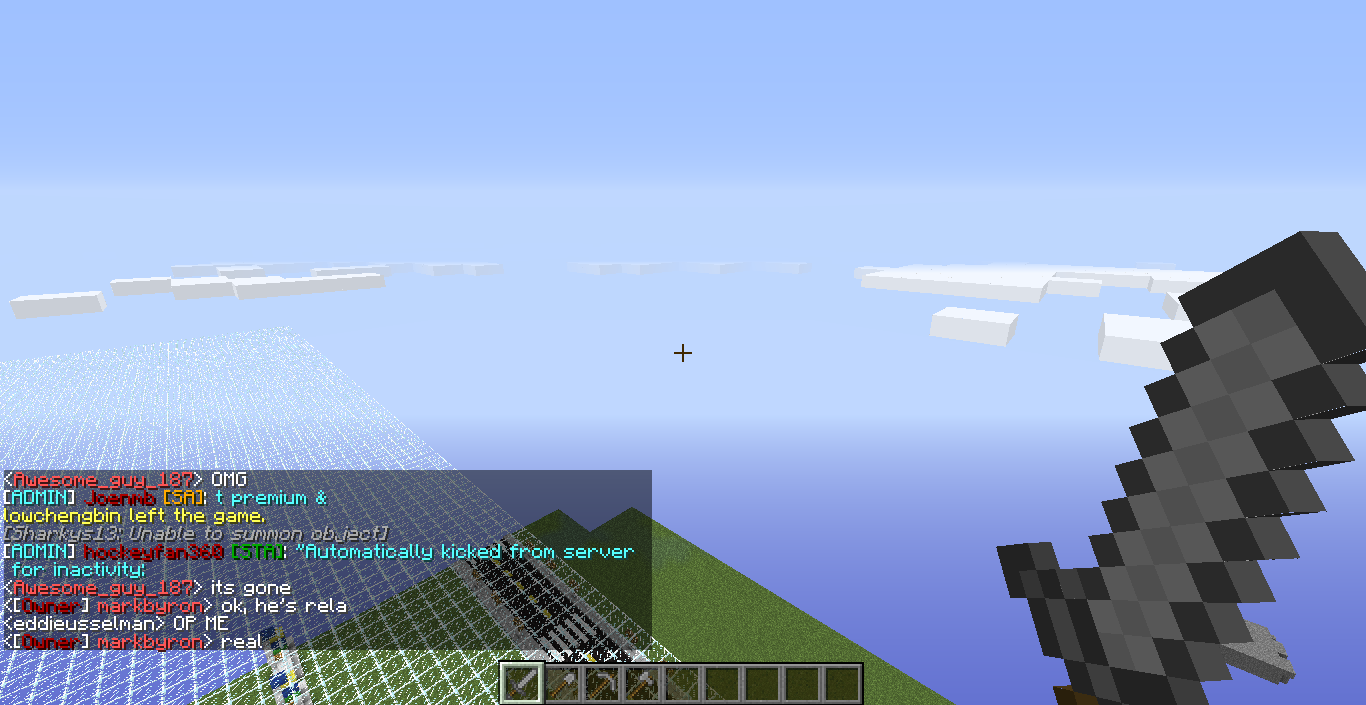 <Awesome_guy_187> OMG
[ADMIN] Joenmb [SA]: t premium &
lowchengbin left the game.
[Sharkys13: Unable to summon object]
[ADMIN] hockeyfan360 [STA]: "Automatically kicked from server
for inactivity!
<Awesome_guy_187> its gone
<[Owner] markbyron> ok, he's rela
<eddieusselman> OP ME
<[Owner] markbyron> real